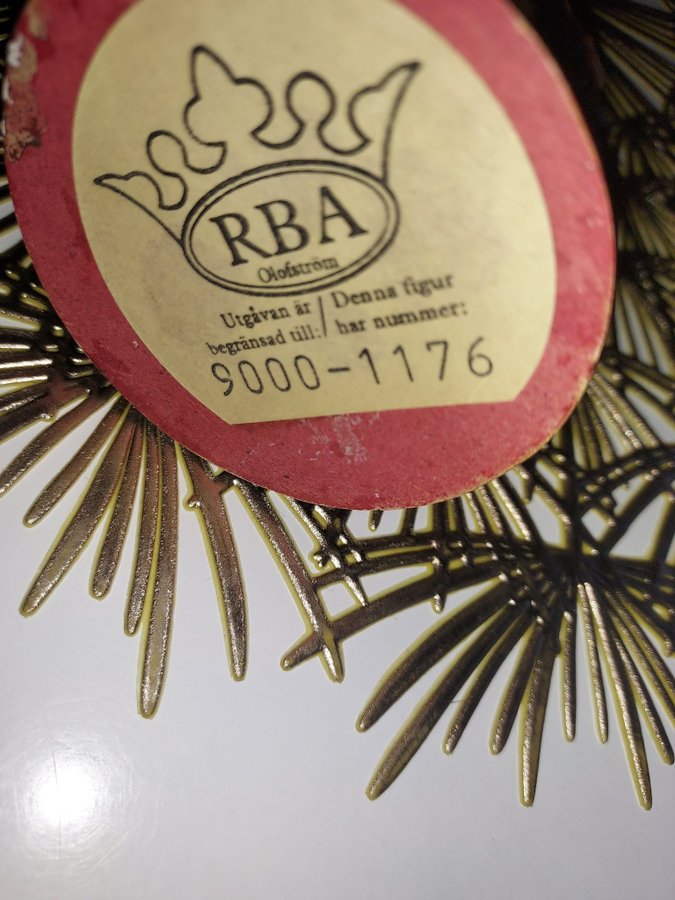 RBA
Olofström
Utgåvan är / Denna figur
begränsad till: / har nummer:
9000-1176